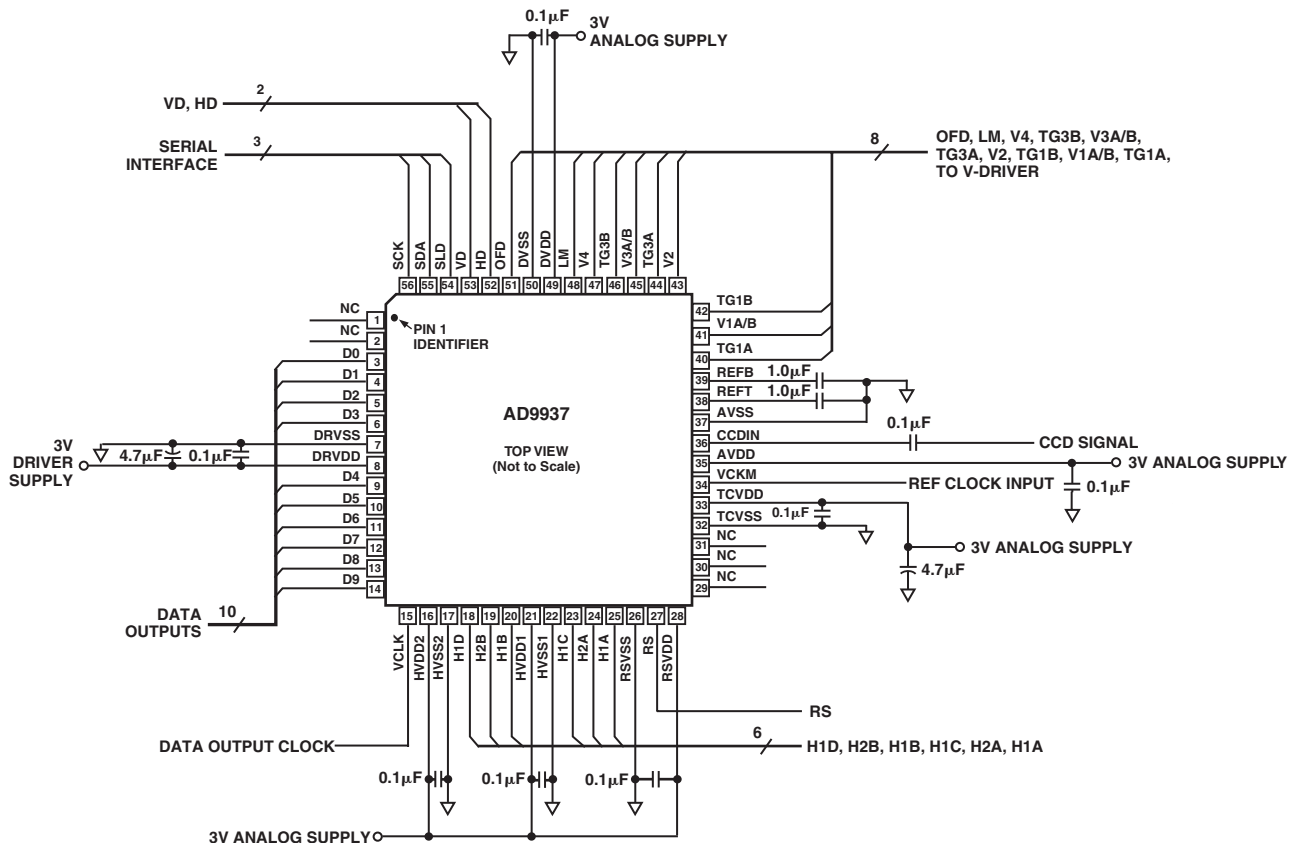 0.1μF
3V
ANALOG SUPPLY
2
VD, HD
3
SERIAL
INTERFACE
8
OFD, LM, V4, TG3B, V3A/B,
TG3A, V2, TG1B, V1A/B, TG1A,
TO V-DRIVER
SCK
SDA
SLD
VD
HD
OFD
DVSS
DVDD
LM
V4
TG3B
V3A/B
TG3A
V2
56
55
54
53
52
51
50
49
48
47
46
45
44
43
NC
1
NC
2
D0
3
D1
4
D2
5
D3
6
DRVSS
7
DRVDD
8
D4
9
D5
10
D6
11
D7
12
D8
13
D9
14
PIN 1
IDENTIFIER
3V
DRIVER
SUPPLY
4.7μF
0.1μF
AD9937
TOP VIEW
(Not to Scale)
42
TG1B
41
V1A/B
40
TG1A
39
REFB
1.0μF
38
REFT
1.0μF
37
AVSS
0.1μF
36
CCDIN
CCD SIGNAL
35
AVDD
3V ANALOG SUPPLY
34
VCKM
REF CLOCK INPUT
0.1μF
33
TCVDD
0.1μF
32
TCVSS
31
NC
3V ANALOG SUPPLY
30
NC
4.7μF
29
NC
DATA
OUTPUTS
10
15
16
17
18
19
20
21
22
23
24
25
26
27
28
VCLK
HVDD2
HVSS2
H1D
H2B
H1B
HVDD1
HVSS1
H1C
H2A
H1A
RSVSS
RS
RSVDD
RS
DATA OUTPUT CLOCK
6
H1D, H2B, H1B, H1C, H2A, H1A
0.1μF
0.1μF
0.1μF
3V ANALOG SUPPLY